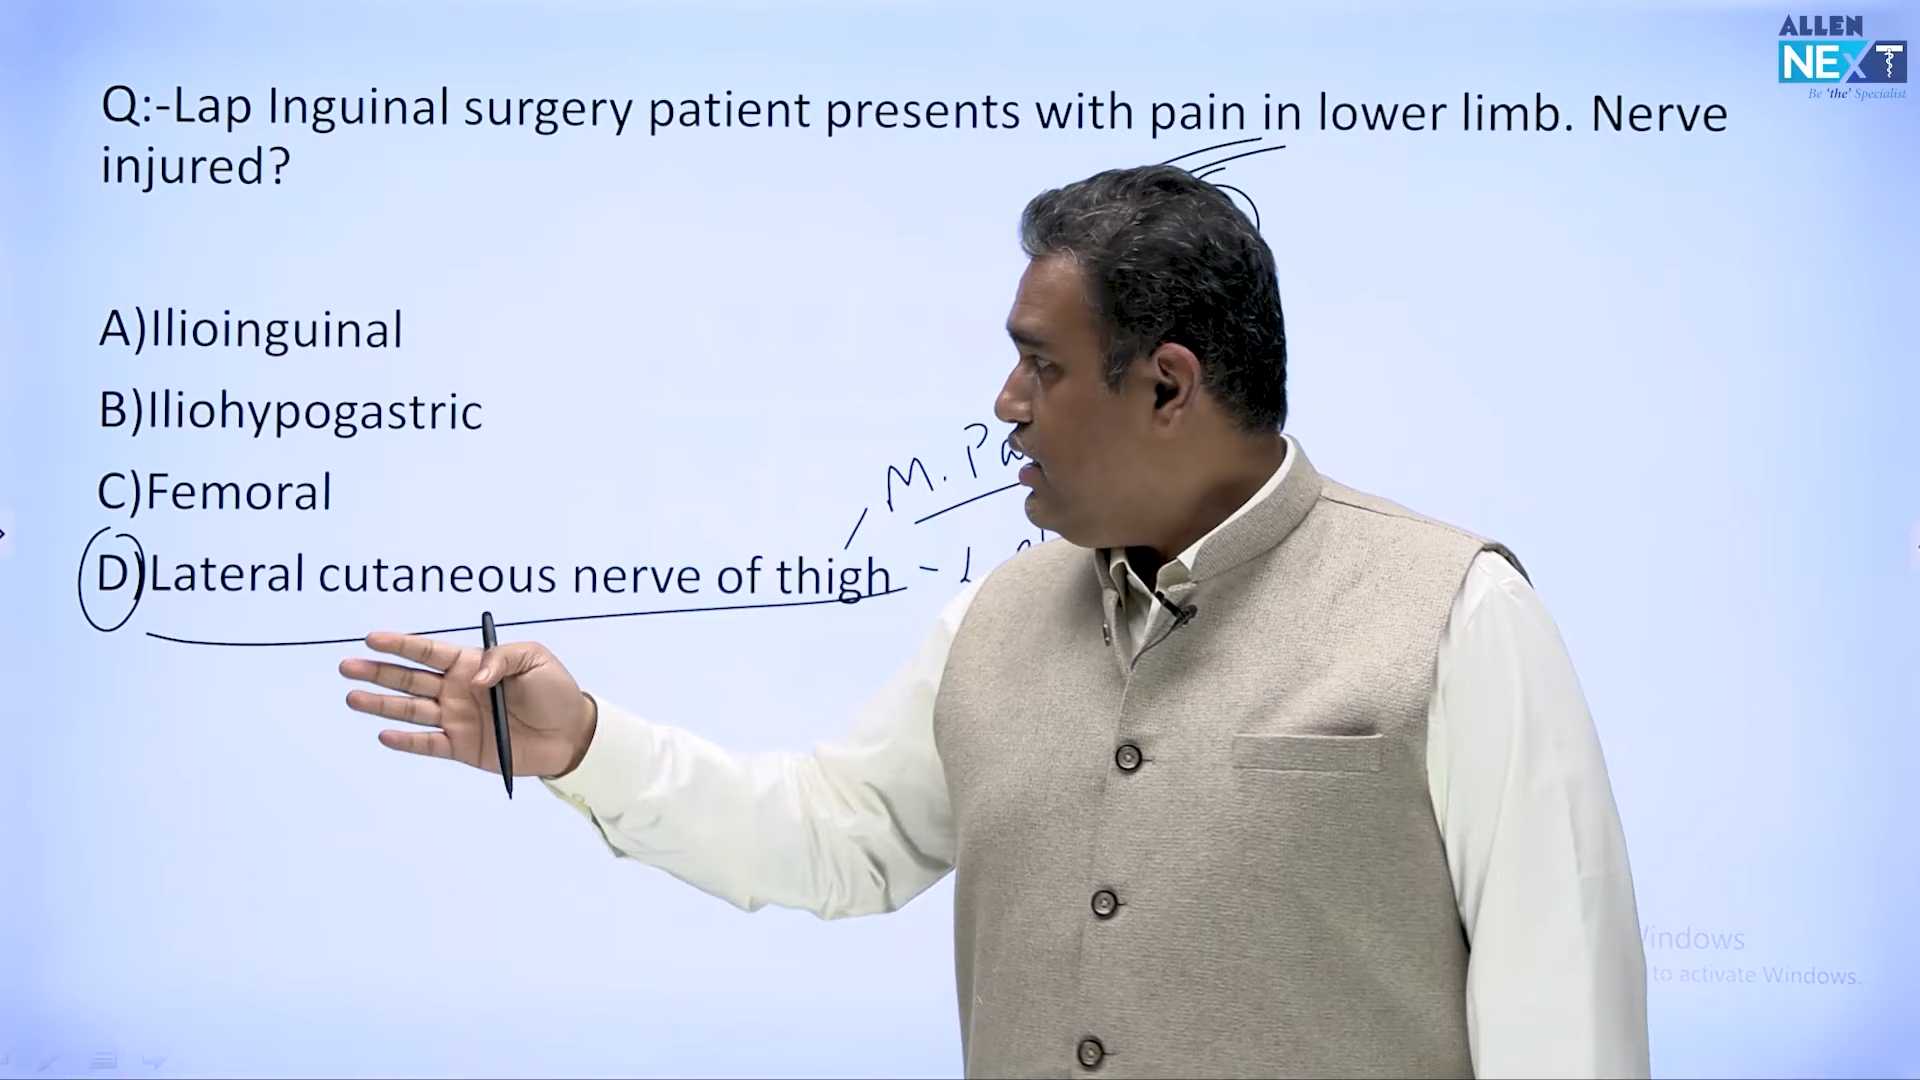 ALLEN
NEXT
Be 'the' Specialist
Q:-Lap Inguinal surgery patient presents with pain in lower limb. Nerve
injured?
A)Ilioinguinal
B)Iliohypogastric
C)Femoral
M. Pa
D)Lateral cutaneous nerve of thigh - L
Windows
to activate Windows.